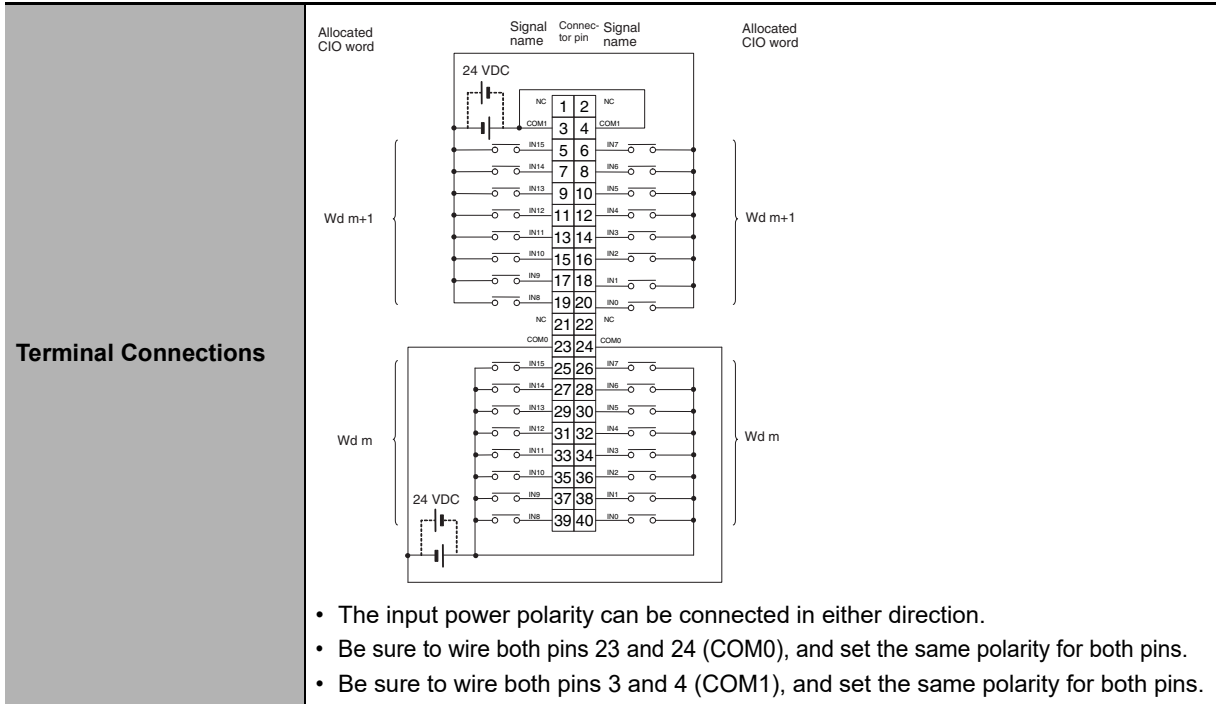 Terminal Connections
Allocated
CIO word
Signal
name
Connec-
tor pin
Signal
name
Allocated
CIO word
24 VDC
NC 1 2 NC
COM1 3 4 COM1
IN15 5 6 IN7
IN14 7 8 IN6
IN13 9 10 IN5
Wd m+1 IN12 11 12 IN4 Wd m+1
IN11 13 14 IN3
IN10 15 16 IN2
IN9 17 18 IN1
IN8 19 20 IN0
NC 21 22 NC
COM0 23 24 COM0
IN15 25 26 IN7
IN14 27 28 IN6
IN13 29 30 IN5
Wd m IN12 31 32 IN4 Wd m
IN11 33 34 IN3
IN10 35 36 IN2
24 VDC IN9 37 38 IN1
IN8 39 40 IN0
• The input power polarity can be connected in either direction.
• Be sure to wire both pins 23 and 24 (COM0), and set the same polarity for both pins.
• Be sure to wire both pins 3 and 4 (COM1), and set the same polarity for both pins.